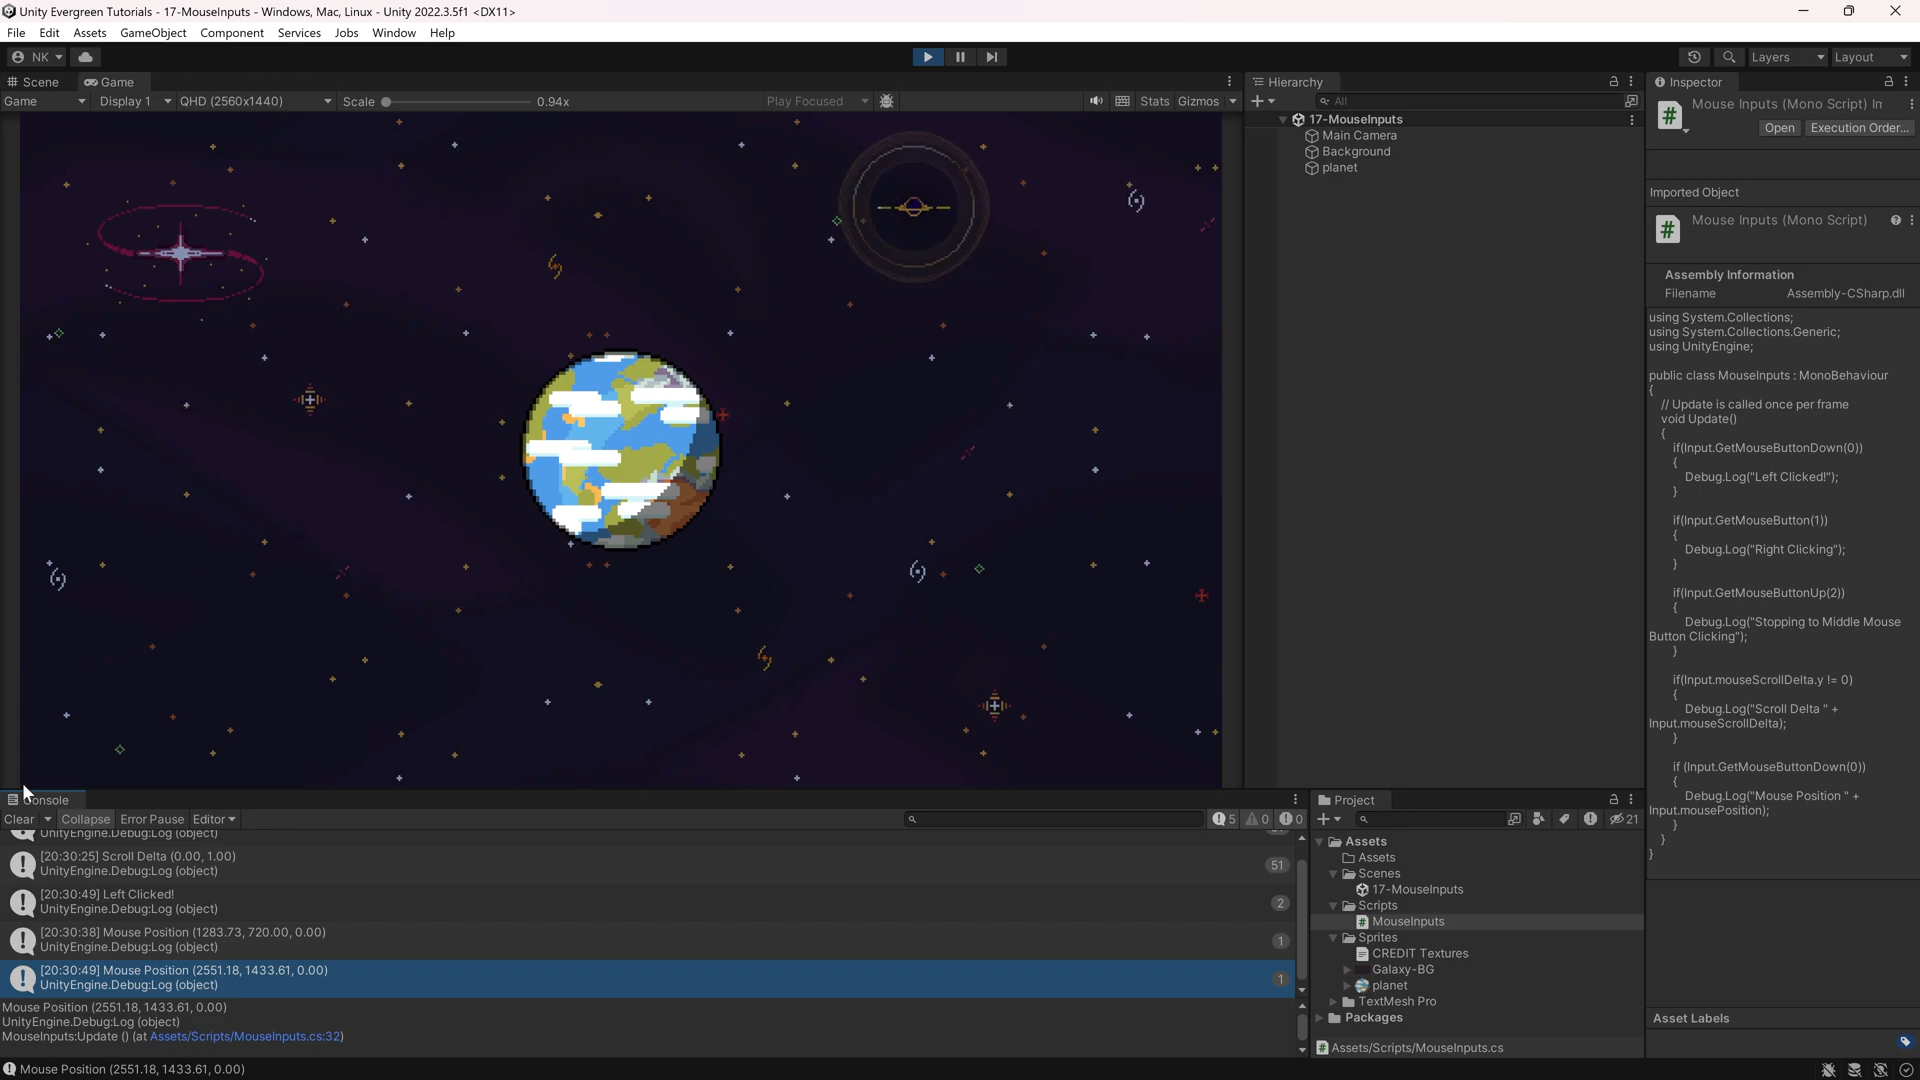 Unity Evergreen Tutorials - 17-MouseInputs - Windows, Mac, Linux - Unity 2022.3.5f1 <DX11>
File Edit Assets GameObject Component Services Jobs Window Help
NK Layers Layout
Scene Game
Game Display 1 QHD (2560x1440) Scale 0.94x Play Focused Stats Gizmos
Hierarchy
All
17-MouseInputs
Main Camera
Background
planet
Inspector
Mouse Inputs (Mono Script) Im
Open Execution Order...
Imported Object
Mouse Inputs (Mono Script)
Assembly Information
Filename Assembly-CSharp.dll
using System.Collections;
using System.Collections.Generic;
using UnityEngine;
public class MouseInputs : MonoBehaviour
{
// Update is called once per frame
void Update()
{
if(Input.GetMouseButtonDown(0))
{
Debug.Log("Left Clicked!");
}
if(Input.GetMouseButton(1))
{
Debug.Log("Right Clicking");
}
if(Input.GetMouseButtonUp(2))
{
Debug.Log("Stopping to Middle Mouse
Button Clicking");
}
if(Input.mouseScrollDelta.y != 0)
{
Debug.Log("Scroll Delta " +
Input.mouseScrollDelta);
}
if (Input.GetMouseButtonDown(0))
{
Debug.Log("Mouse Position " +
Input.mousePosition);
}
}
}
Asset Labels
Console
Clear Collapse Error Pause Editor 5 0 0
UnityEngine.Debug:Log (object)
[20:30:25] Scroll Delta (0.00, 1.00)
UnityEngine.Debug:Log (object)
51
[20:30:49] Left Clicked!
UnityEngine.Debug:Log (object)
2
[20:30:38] Mouse Position (1283.73, 720.00, 0.00)
UnityEngine.Debug:Log (object)
1
[20:30:49] Mouse Position (2551.18, 1433.61, 0.00)
UnityEngine.Debug:Log (object)
1
Mouse Position (2551.18, 1433.61, 0.00)
UnityEngine.Debug:Log (object)
MouseInputs:Update () (at Assets/Scripts/MouseInputs.cs:32)
Project
21
Assets
Assets
Scenes
17-MouseInputs
Scripts
MouseInputs
Sprites
CREDIT Textures
Galaxy-BG
planet
TextMesh Pro
Packages
Assets/Scripts/MouseInputs.cs
Mouse Position (2551.18, 1433.61, 0.00)